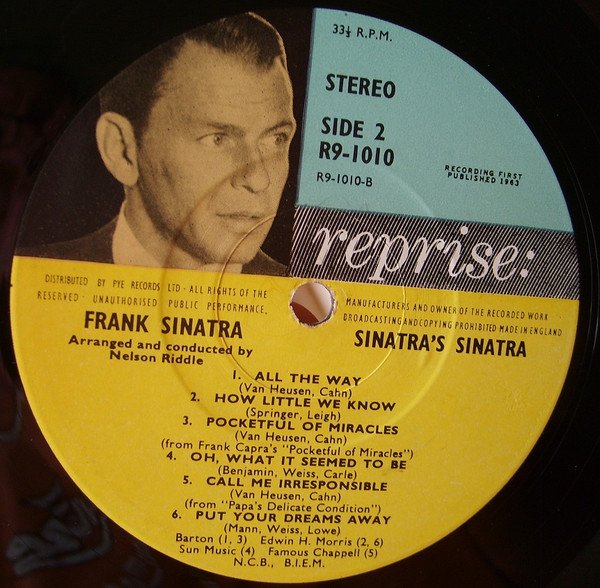 33⅓ R.P.M.
STEREO
SIDE 2
R9-1010
R9-1010-B
RECORDING FIRST
PUBLISHED 1963
reprise:
DISTRIBUTED BY PYE RECORDS LTD · ALL RIGHTS OF THE
MANUFACTURERS AND OWNER OF THE RECORDED WORK
RESERVED · UNAUTHORISED PUBLIC PERFORMANCE,
BROADCASTING AND COPYING PROHIBITED MADE IN ENGLAND
FRANK SINATRA
Arranged and conducted by
Nelson Riddle
SINATRA'S SINATRA
1. ALL THE WAY
(Van Heusen, Cahn)
2. HOW LITTLE WE KNOW
(Springer, Leigh)
3. POCKETFUL OF MIRACLES
(Van Heusen, Cahn)
(from Frank Capra's "Pocketful of Miracles")
4. OH, WHAT IT SEEMED TO BE
(Benjamin, Weiss, Carle)
5. CALL ME IRRESPONSIBLE
(Van Heusen, Cahn)
(from "Papa's Delicate Condition")
6. PUT YOUR DREAMS AWAY
(Mann, Weiss, Lowe)
Barton (1, 3) Edwin H. Morris (2, 6)
Sun Music (4) Famous Chappell (5)
N.C.B., B.I.E.M.